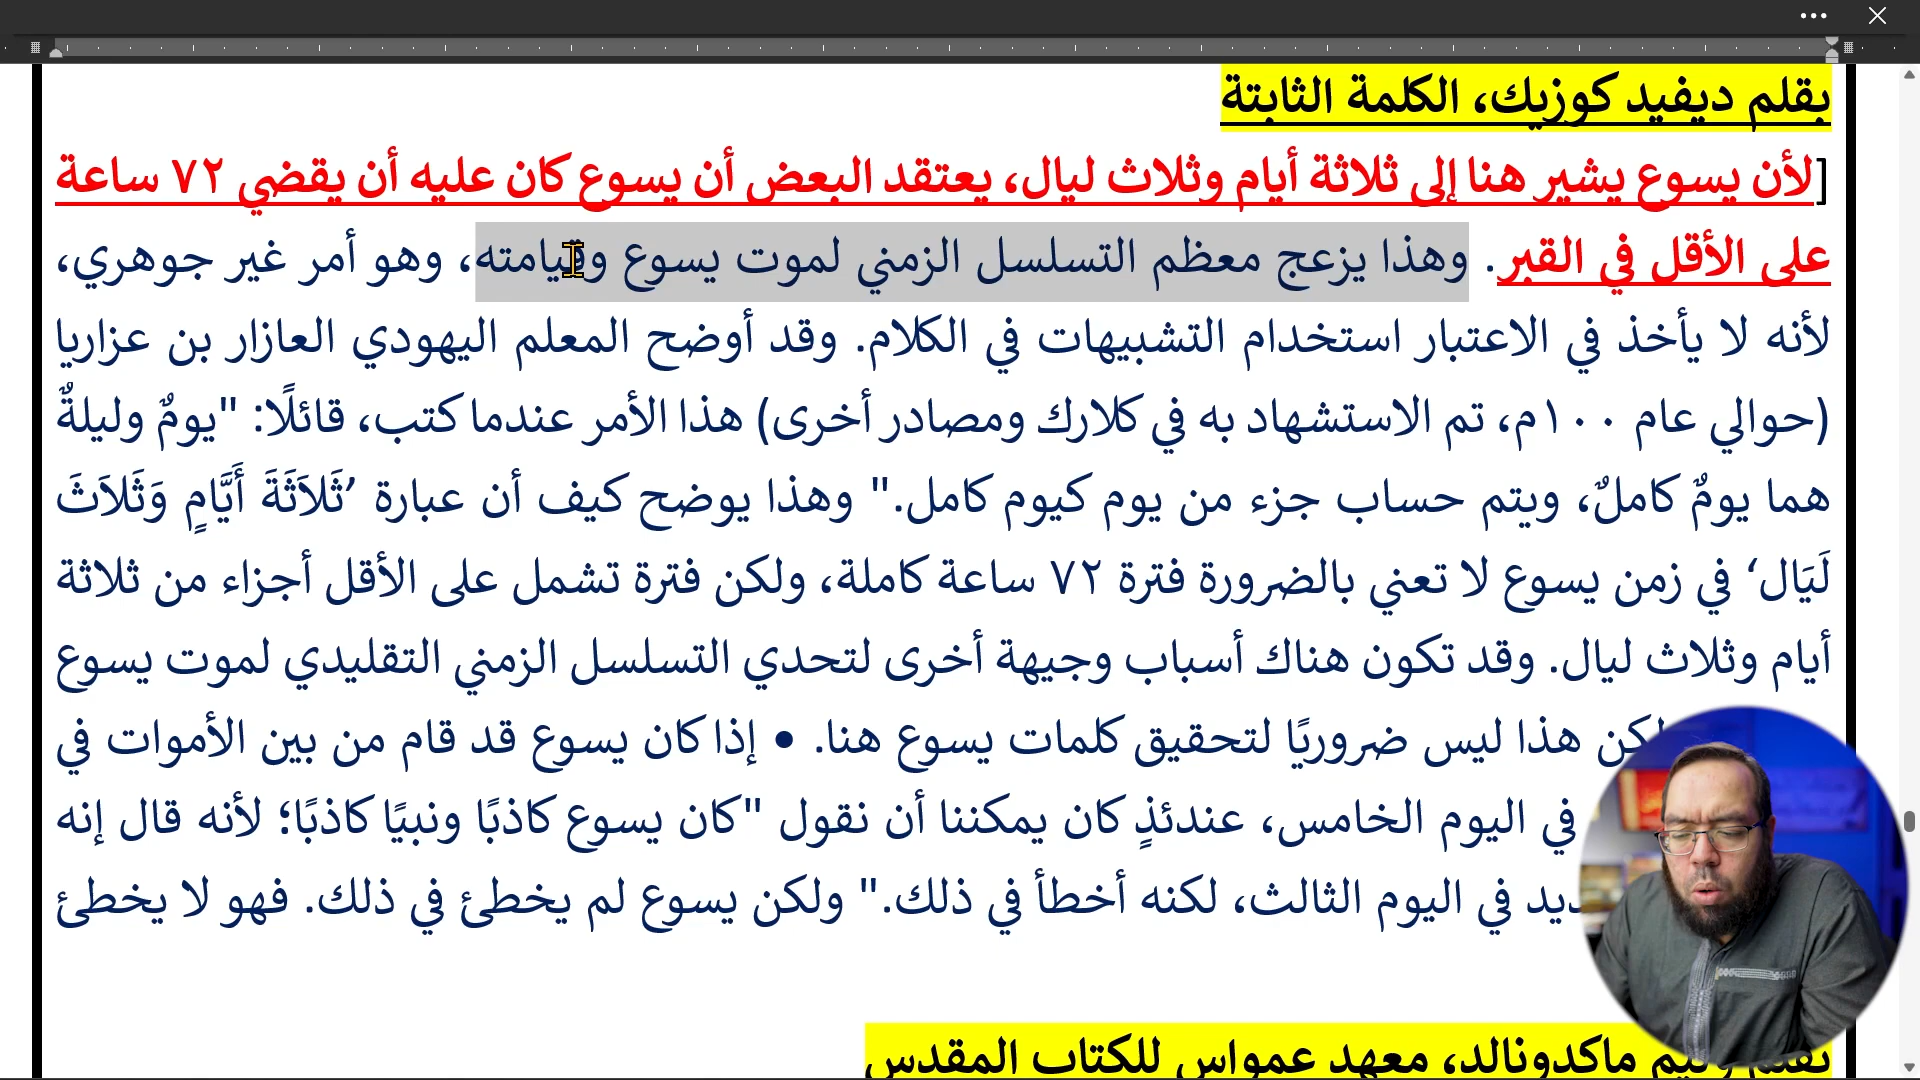 بقلم ديفيد كوزيك، الكلمة الثابتة
[لأن يسوع يشير هنا إلى ثلاثة أيام وثلاث ليال، يعتقد البعض أن يسوع كان عليه أن يقضي ٧٢ ساعة
على الأقل في القبر. وهذا يزعج معظم التسلسل الزمني لموت يسوع وقيامته، وهو أمر غير جوهري،
لأنه لا يأخذ في الاعتبار استخدام التشبيهات في الكلام. وقد أوضح المعلم اليهودي العازار بن عزاريا
(حوالي عام ١٠٠م، تم الاستشهاد به في كلارك ومصادر أخرى) هذا الأمر عندما كتب، قائلًا: "يومٌ وليلةٌ
هما يومٌ كاملٌ، ويتم حساب جزء من يوم كيوم كامل." وهذا يوضح كيف أن عبارة ’ثَلاَثَةَ أَيَّامٍ وَثَلاَثَ
لَيَال‘ في زمن يسوع لا تعني بالضرورة فترة ٧٢ ساعة كاملة، ولكن فترة تشمل على الأقل أجزاء من ثلاثة
أيام وثلاث ليال. وقد تكون هناك أسباب وجيهة أخرى لتحدي التسلسل الزمني التقليدي لموت يسوع
هذا ليس ضروريًا لتحقيق كلمات يسوع هنا. • إذا كان يسوع قد قام من بين الأموات في
في اليوم الخامس، عندئذٍ كان يمكننا أن نقول "كان يسوع كاذبًا ونبيًا كاذبًا؛ لأنه قال إنه
في اليوم الثالث، لكنه أخطأ في ذلك." ولكن يسوع لم يخطئ في ذلك. فهو لا يخطئ
ماكدونالد، معهد عمواس للكتاب المقدس